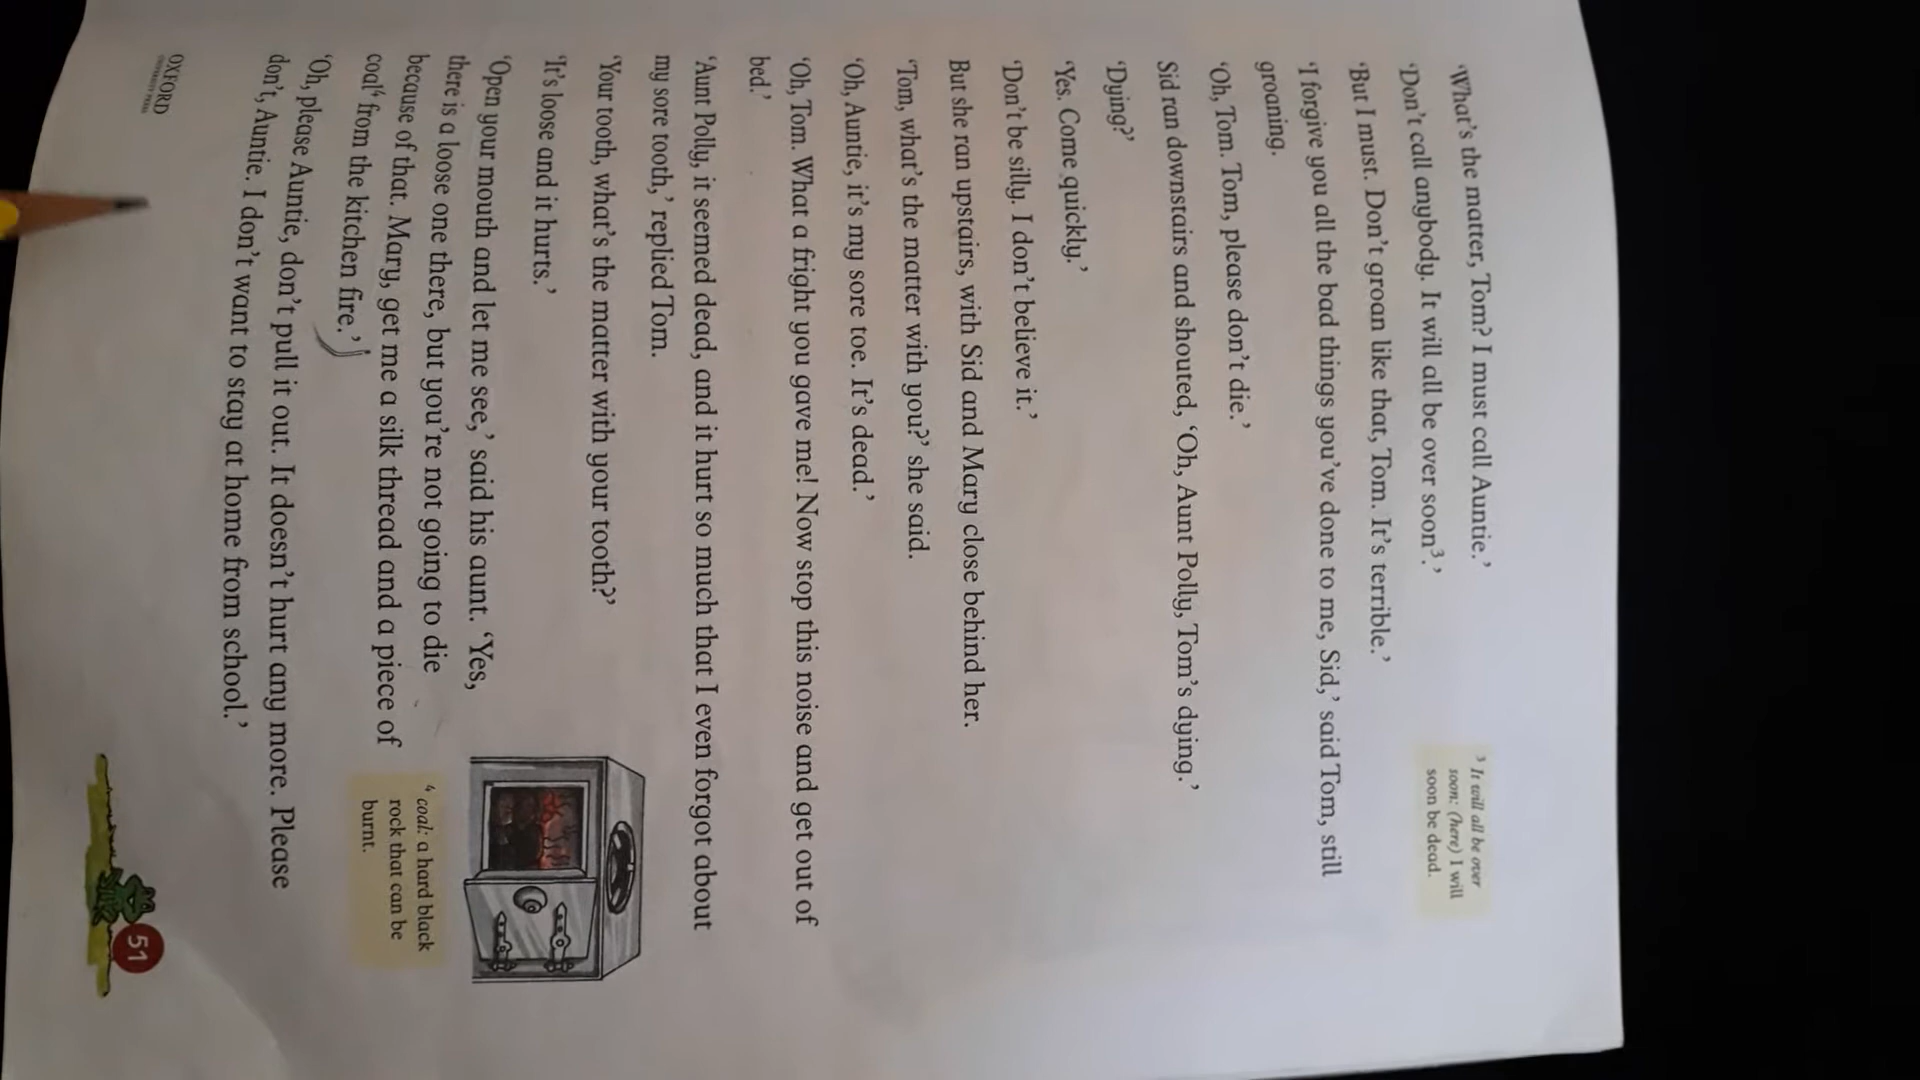 ‘What’s the matter, Tom? I must call Auntie.’
‘Don’t call anybody. It will all be over soon³.’
‘But I must. Don’t groan like that, Tom. It’s terrible.’
‘I forgive you all the bad things you’ve done to me, Sid,’ said Tom, still
groaning.
‘Oh, Tom. Tom, please don’t die.’
Sid ran downstairs and shouted, ‘Oh, Aunt Polly, Tom’s dying.’
‘Dying?’
‘Yes. Come quickly.’
‘Don’t be silly. I don’t believe it.’
But she ran upstairs, with Sid and Mary close behind her.
‘Tom, what’s the matter with you?’ she said.
‘Oh, Auntie, it’s my sore toe. It’s dead.’
‘Oh, Tom. What a fright you gave me! Now stop this noise and get out of
bed.’
‘Aunt Polly, it seemed dead, and it hurt so much that I even forgot about
my sore tooth,’ replied Tom.
‘Your tooth, what’s the matter with your tooth?’
‘It’s loose and it hurts.’
‘Open your mouth and let me see,’ said his aunt. ‘Yes,
there is a loose one there, but you’re not going to die
because of that. Mary, get me a silk thread and a piece of
coal⁴ from the kitchen fire.’
‘Oh, please Auntie, don’t pull it out. It doesn’t hurt any more. Please
don’t, Auntie. I don’t want to stay at home from school.’
³ It will all be over
soon: (here) I will
soon be dead.
⁴ coal: a hard black
rock that can be
burnt.
OXFORD
UNIVERSITY PRESS
51